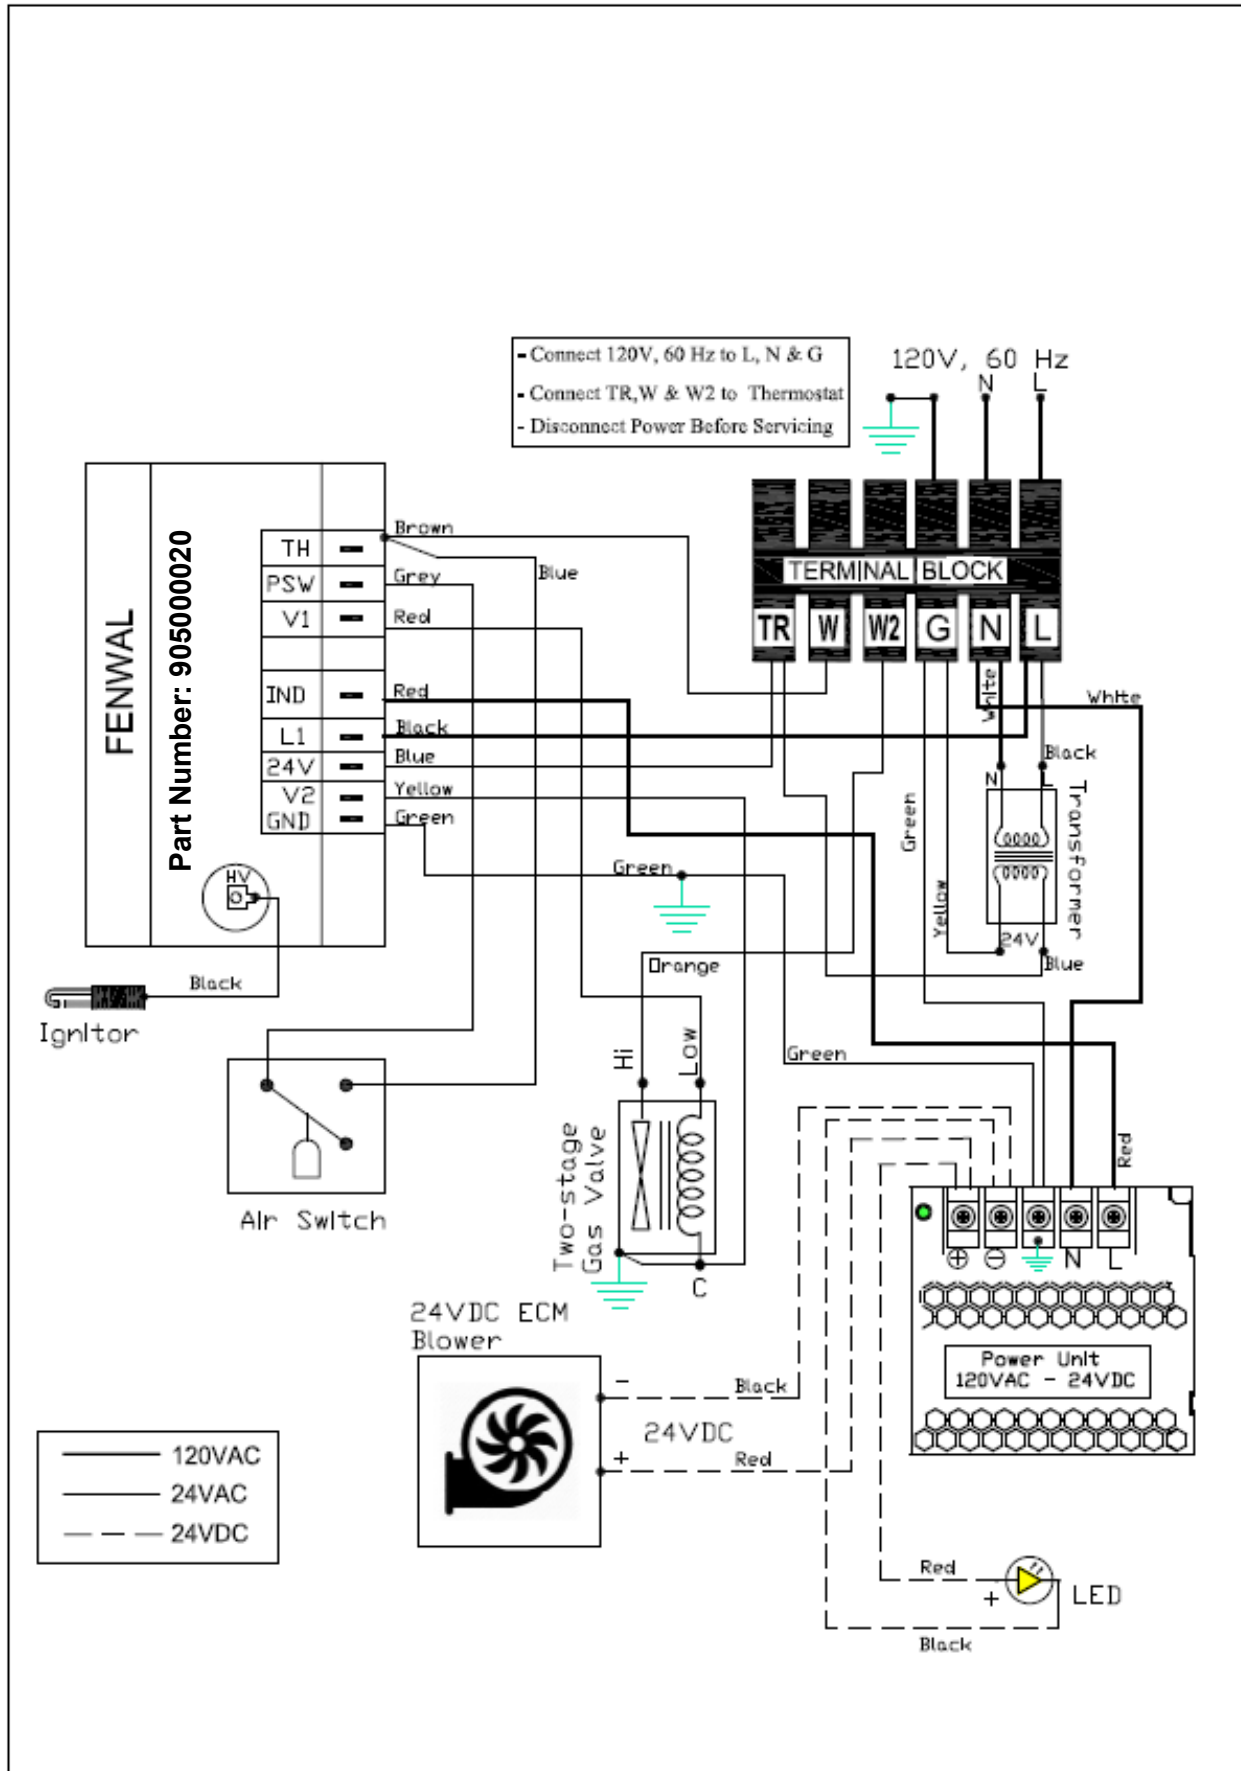 - Connect 120V, 60 Hz to L, N & G
- Connect TR,W & W2 to Thermostat
- Disconnect Power Before Servicing
120V, 60 Hz
N
L
FENWAL
Part Number: 905000020
TH
PSW
V1
IND
L1
24V
V2
GND
HV
Brown
Blue
Grey
Red
Red
Black
Blue
Yellow
Green
TERMINAL BLOCK
TR
W
W2
G
N
L
White
White
Black
N
L
Transformer
24V
Blue
Green
Yellow
Green
Orange
Black
Ignitor
Air Switch
Hi
Low
Two-stage
Gas Valve
C
Green
Red
+
-
N
L
Power Unit
120VAC - 24VDC
24VDC ECM
Blower
-
Black
24VDC
+
Red
120VAC
24VAC
24VDC
Red
+
LED
Black